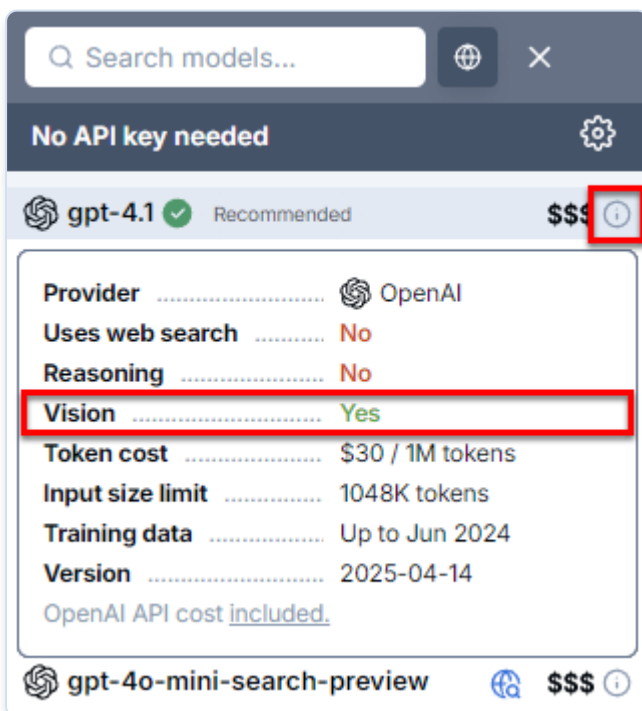 Search models...
No API key needed
gpt-4.1 Recommended $$$
Provider ........................ OpenAI
Uses web search ........... No
Reasoning ..................... No
Vision ............................ Yes
Token cost .................... $30 / 1M tokens
Input size limit .............. 1048K tokens
Training data ................. Up to Jun 2024
Version .......................... 2025-04-14
OpenAI API cost included.
gpt-4o-mini-search-preview $$$